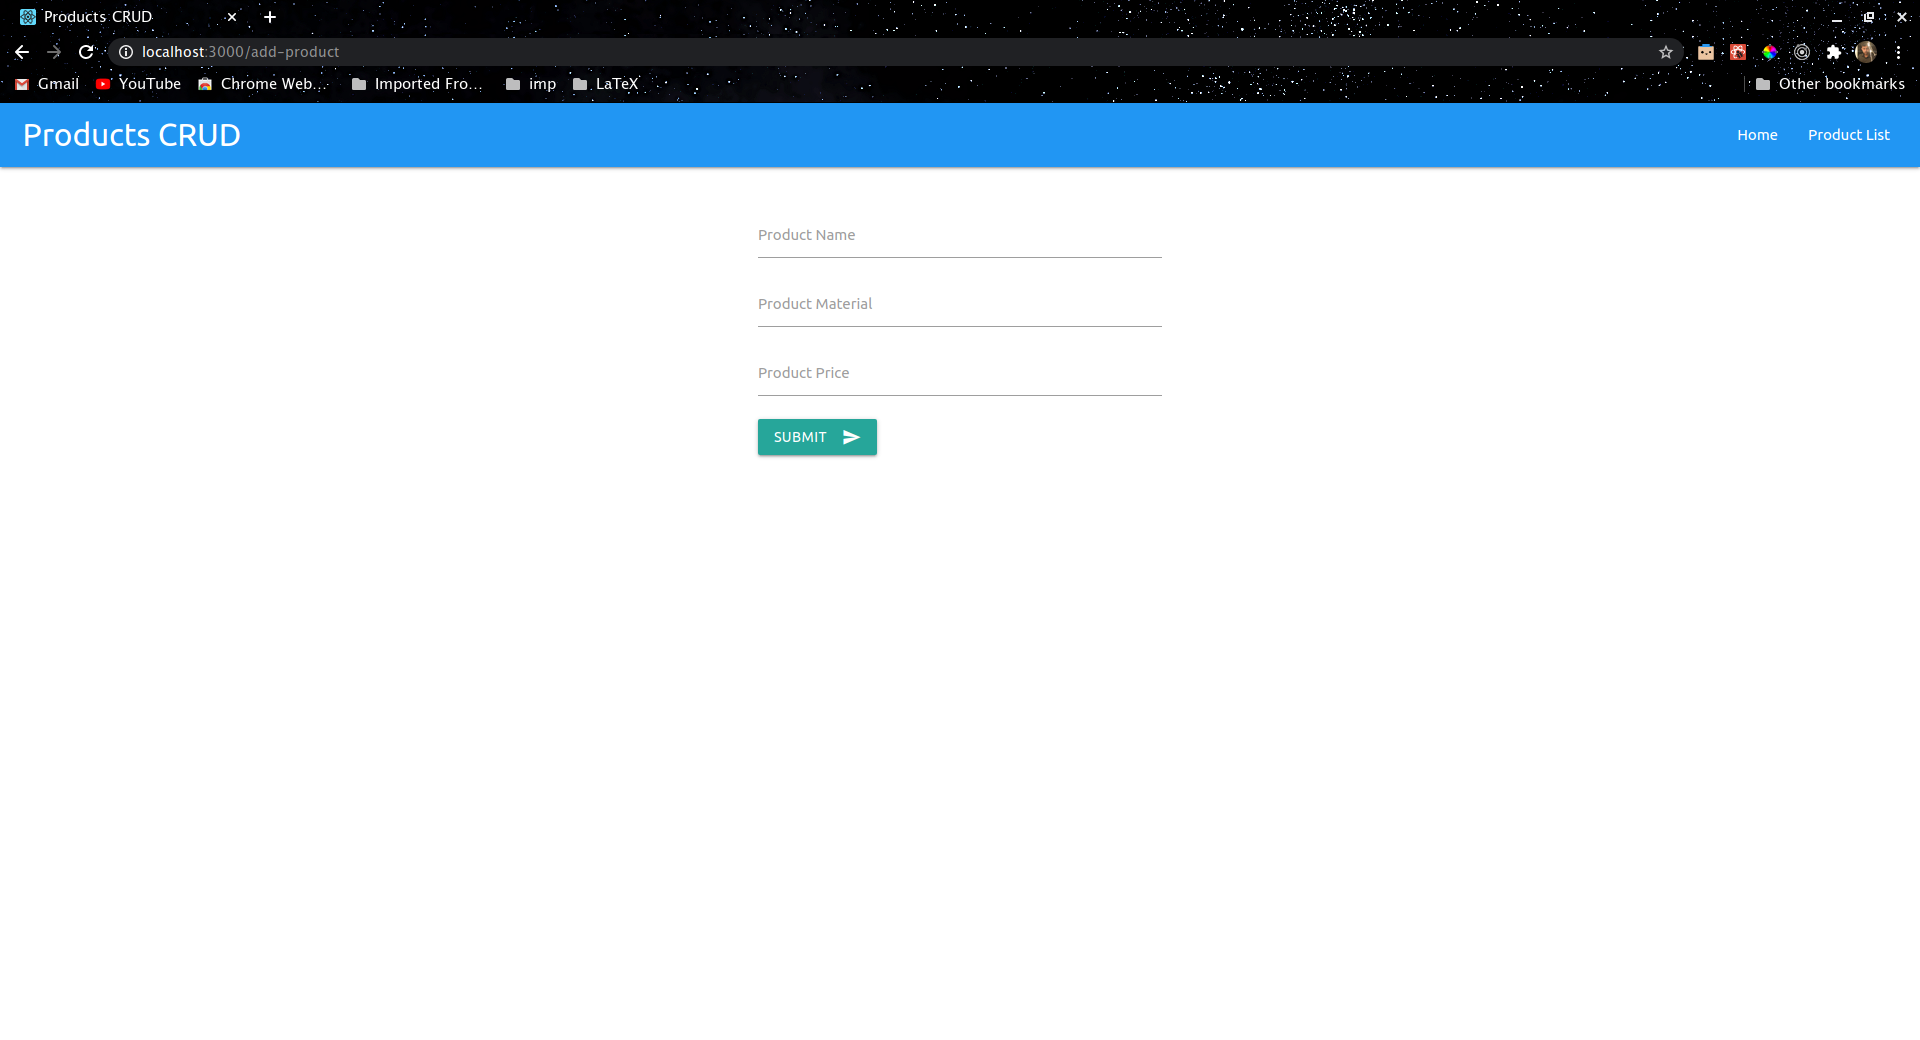 Products CRUD
localhost:3000/add-product
Gmail YouTube Chrome Web... Imported Fro... imp LaTeX Other bookmarks
Products CRUD Home Product List
Product Name
Product Material
Product Price
SUBMIT